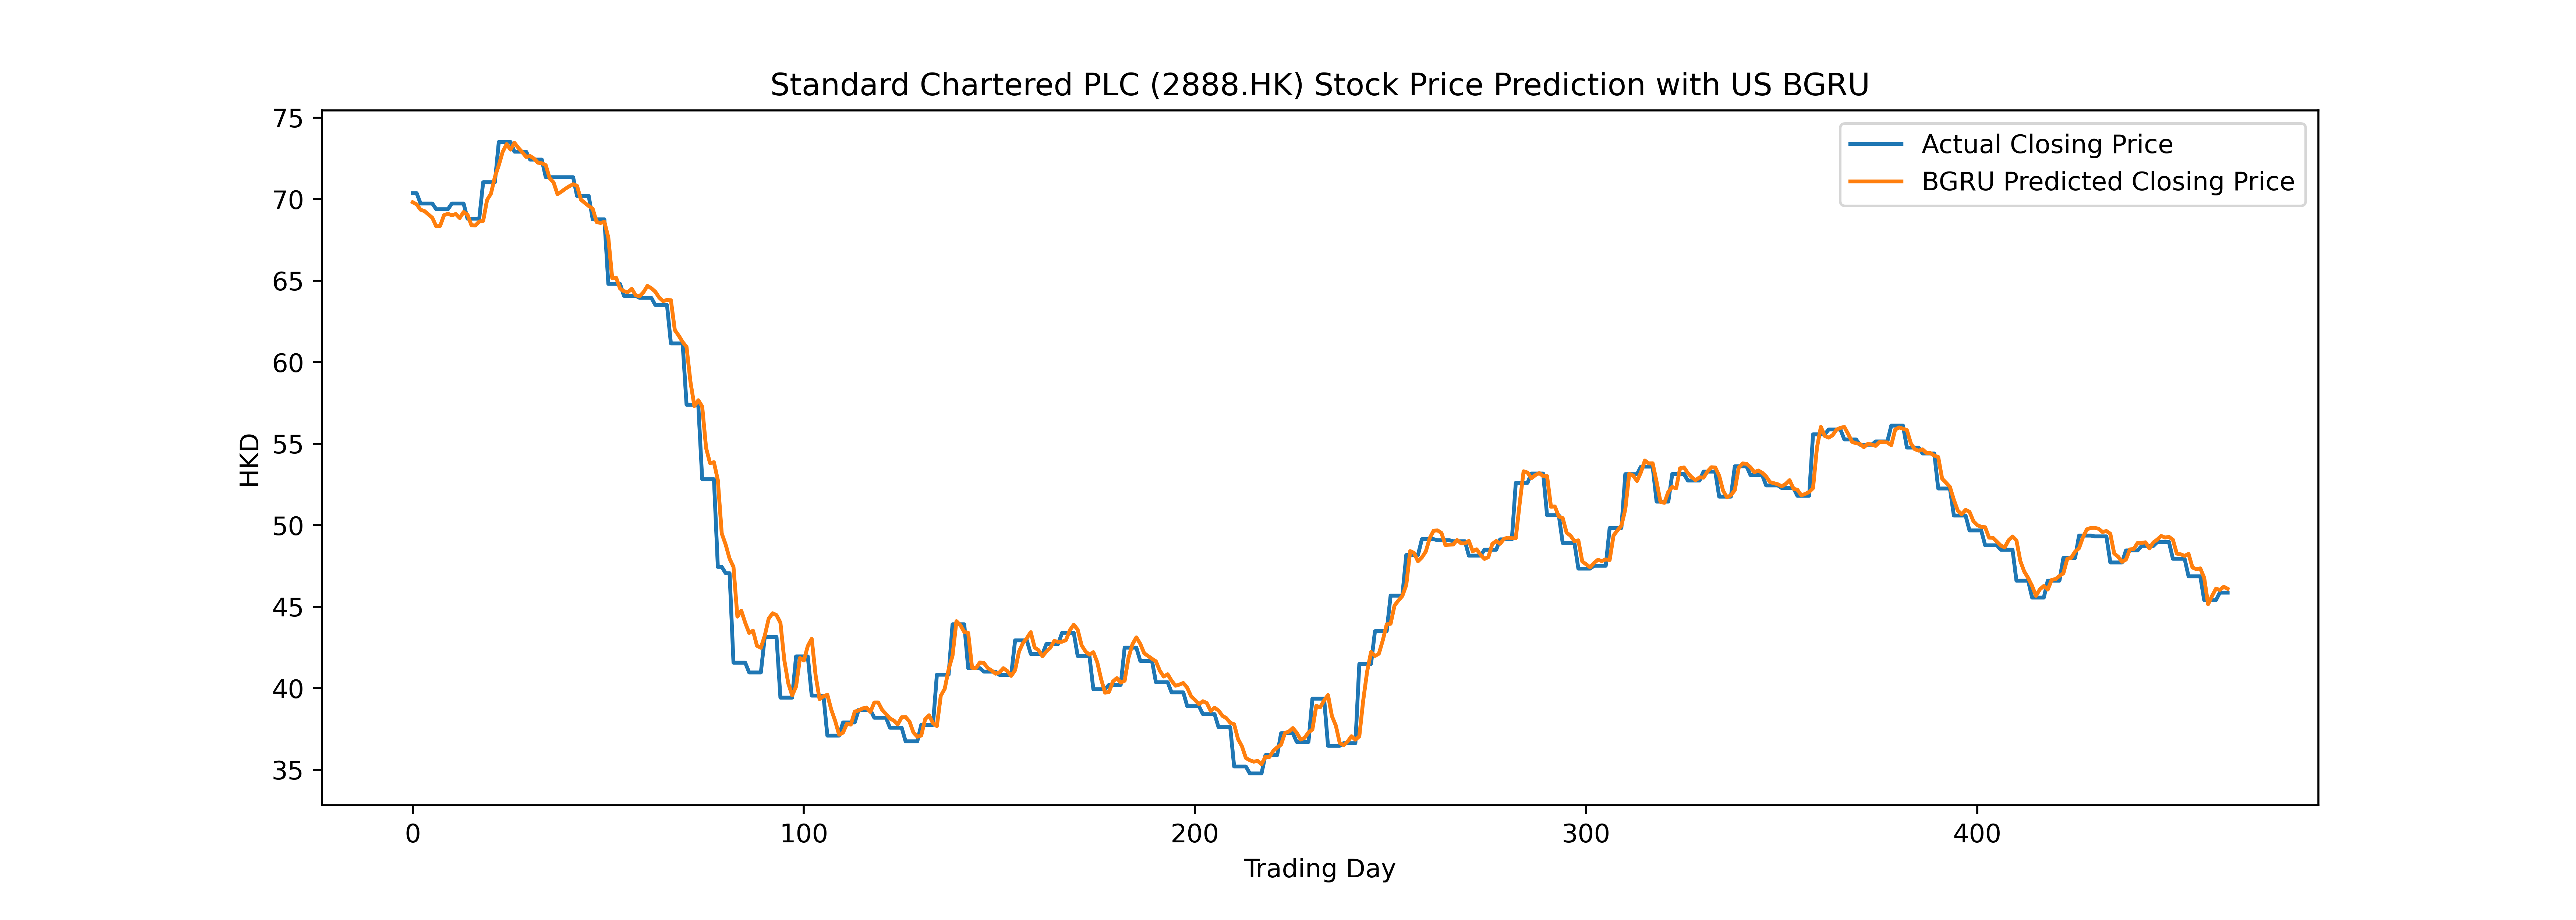 Standard Chartered PLC (2888.HK) Stock Price Prediction with US BGRU
Actual Closing Price
BGRU Predicted Closing Price
75
70
65
60
55
50
45
40
35
HKD
0 100 200 300 400
Trading Day